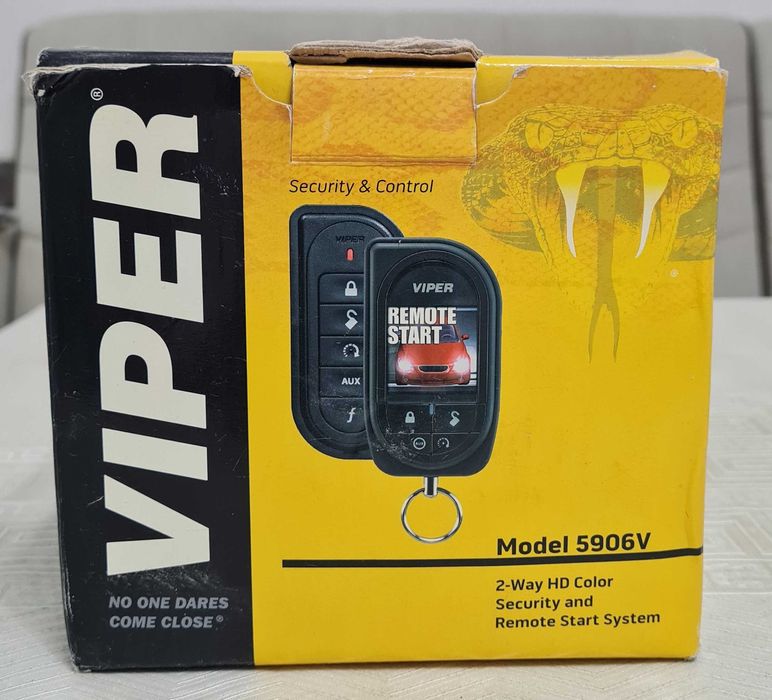 VIPER®
NO ONE DARES
COME CLOSE®
Security & Control
VIPER
AUX
f
VIPER
REMOTE
START
AUX
®
Model 5906V
2-Way HD Color
Security and
Remote Start System